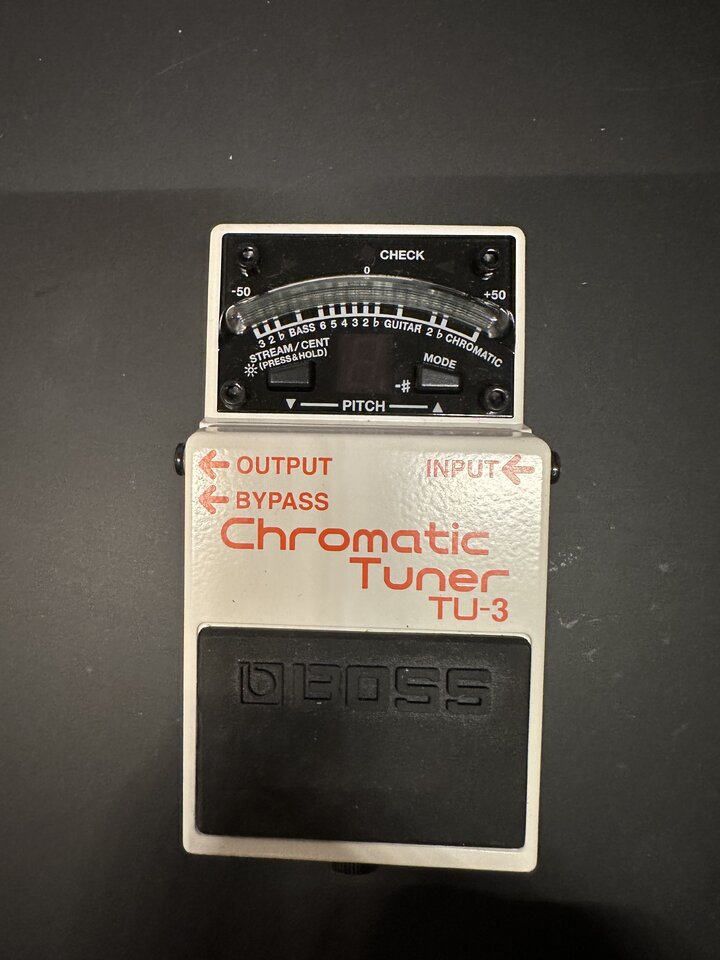 CHECK
0
-50 +50
3 2 ♭ BASS 6 5 4 3 2 ♭ GUITAR 2 ♭ CHROMATIC
STREAM/CENT
(PRESS&HOLD)
MODE
-♯
▼ PITCH ▲
← OUTPUT INPUT ←
← BYPASS
Chromatic
Tuner
TU-3
BOSS